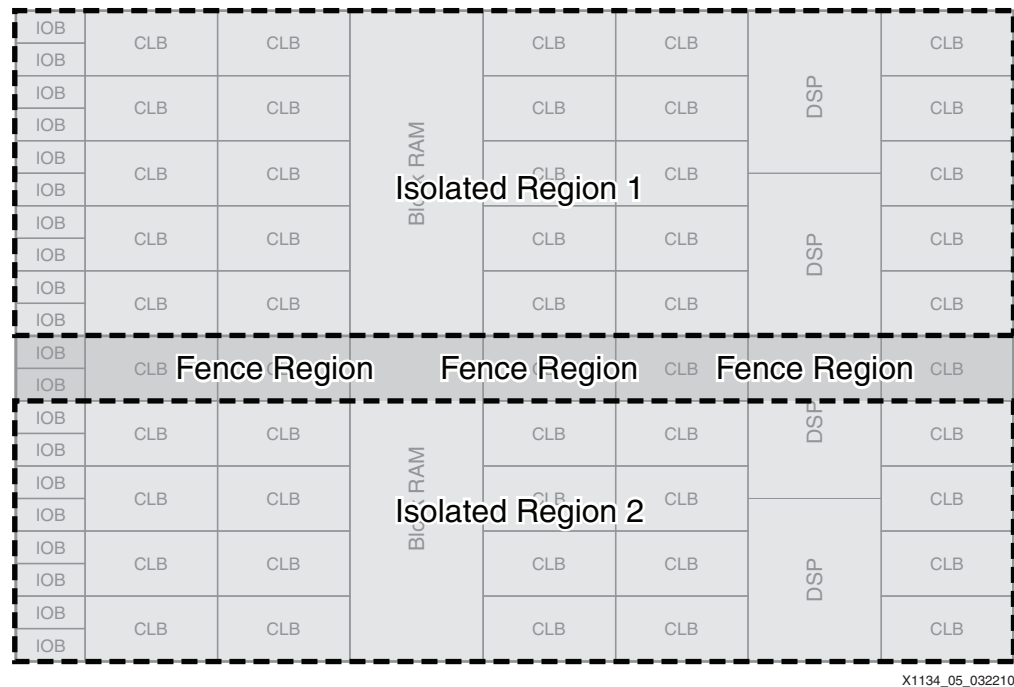 IOB
CLB CLB CLB CLB CLB
IOB
IOB
CLB CLB CLB CLB DSP CLB
IOB
IOB
CLB CLB Block RAM CLB CLB CLB
Isolated Region 1
IOB
IOB
CLB CLB CLB CLB DSP CLB
IOB
IOB
CLB CLB CLB CLB CLB
IOB
IOB
CLB Fence Region Fence Region CLB Fence Region CLB
IOB
IOB
CLB CLB CLB CLB DSP CLB
IOB
IOB
CLB CLB Block RAM CLB CLB CLB
Isolated Region 2
IOB
IOB
CLB CLB CLB CLB DSP CLB
IOB
IOB
CLB CLB CLB CLB CLB
IOB
X1134_05_032210